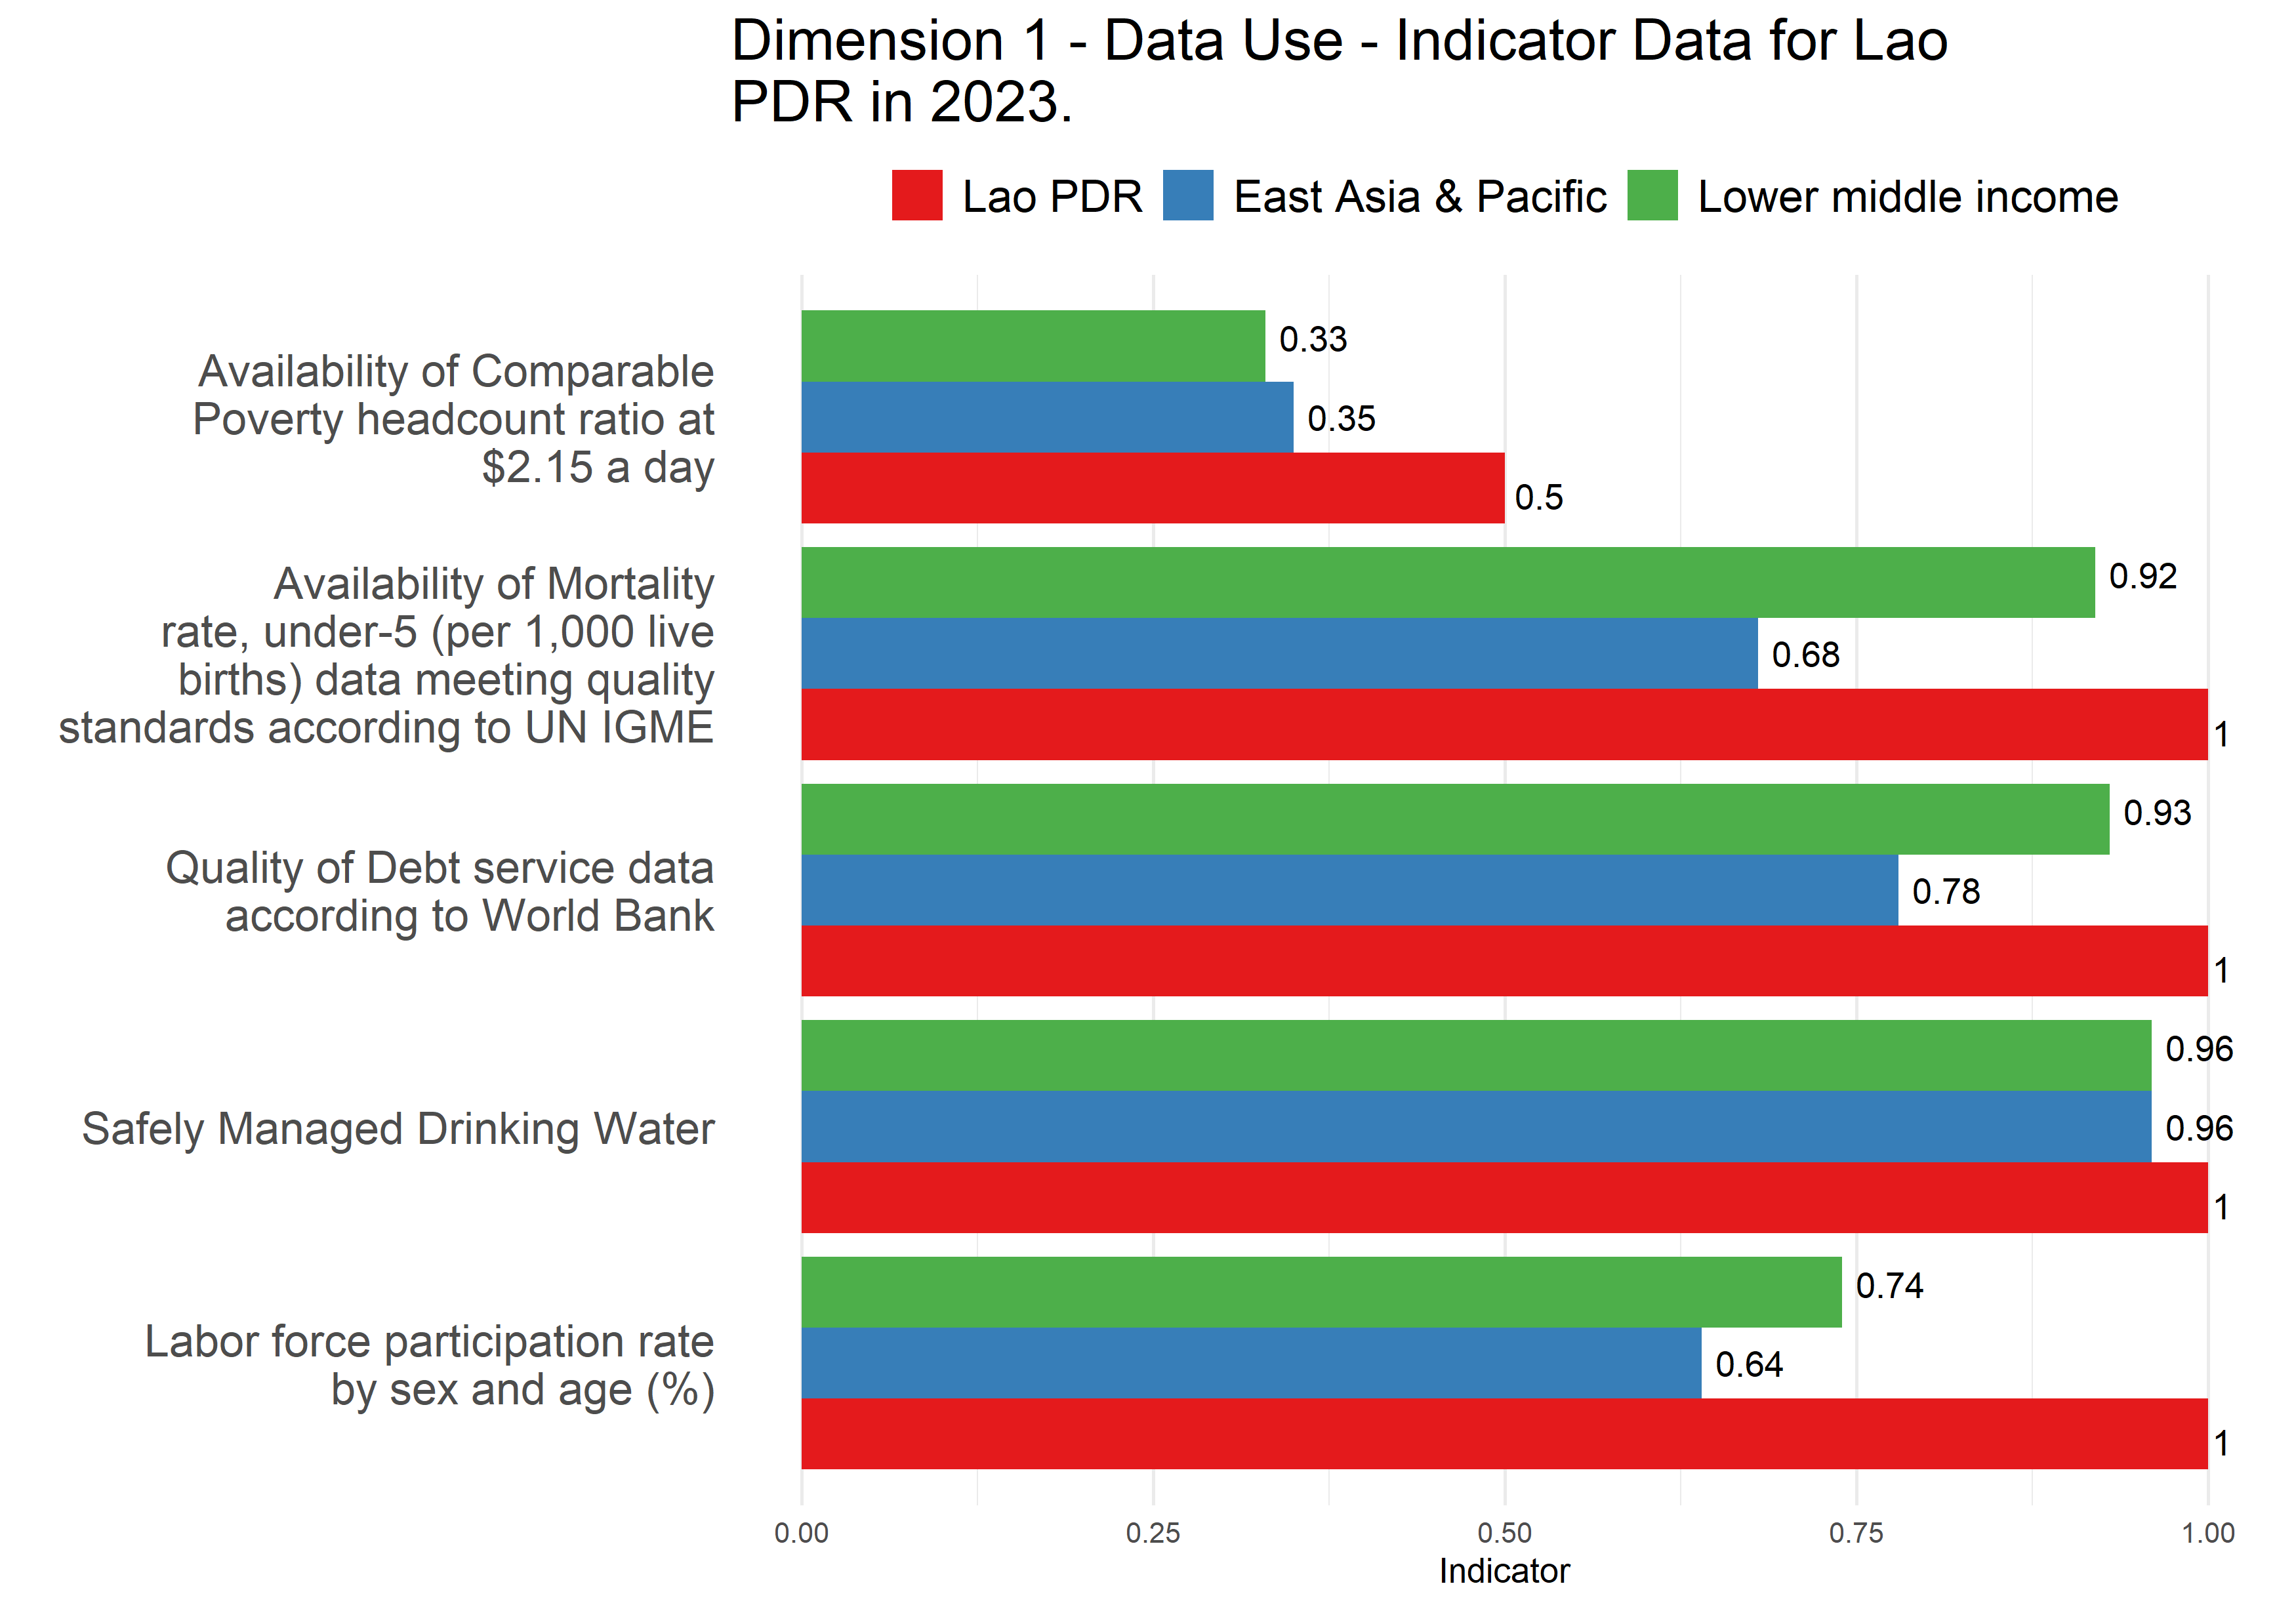 Dimension 1 - Data Use - Indicator Data for Lao
PDR in 2023.
Lao PDR East Asia & Pacific Lower middle income
Availability of Comparable
Poverty headcount ratio at
$2.15 a day
0.33
0.35
0.5
Availability of Mortality
rate, under-5 (per 1,000 live
births) data meeting quality
standards according to UN IGME
0.92
0.68
1
Quality of Debt service data
according to World Bank
0.93
0.78
1
Safely Managed Drinking Water
0.96
0.96
1
Labor force participation rate
by sex and age (%)
0.74
0.64
1
0.00 0.25 0.50 0.75 1.00
Indicator